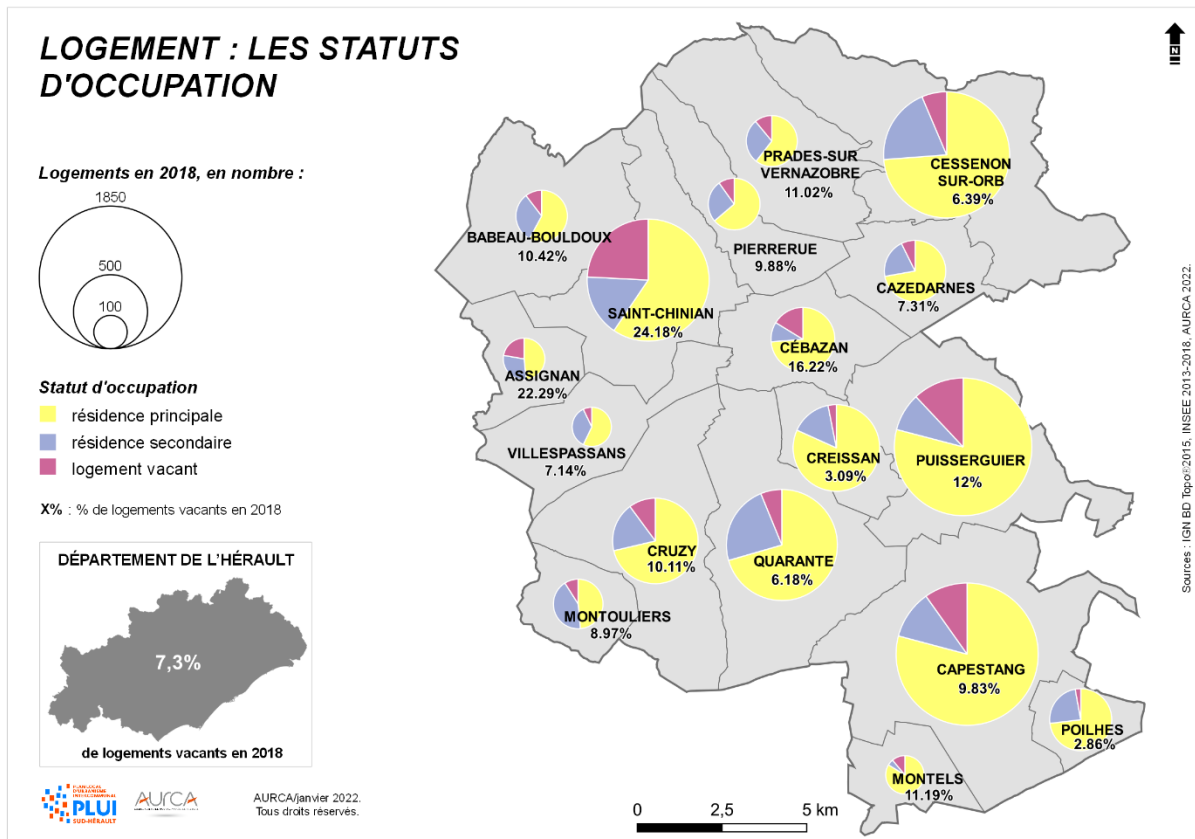 LOGEMENT : LES STATUTS
D'OCCUPATION
Logements en 2018, en nombre :
1850
500
100
Statut d'occupation
résidence principale
résidence secondaire
logement vacant
X% : % de logements vacants en 2018
DÉPARTEMENT DE L'HÉRAULT
7,3%
de logements vacants en 2018
PLUI
SUD-HÉRAULT
AURCA
AURCA/janvier 2022.
Tous droits réservés.
N
PRADES-SUR
VERNAZOBRE
11.02%
CESSENON
SUR-ORB
6.39%
BABEAU-BOULDOUX
10.42%
PIERRERUE
9.88%
CAZEDARNES
7.31%
SAINT-CHINIAN
24.18%
CÉBAZAN
16.22%
ASSIGNAN
22.29%
VILLESPASSANS
7.14%
CREISSAN
3.09%
PUISSERGUIER
12%
CRUZY
10.11%
QUARANTE
6.18%
MONTOULIERS
8.97%
CAPESTANG
9.83%
POILHES
2.86%
MONTELS
11.19%
0 2,5 5 km
Sources : IGN BD Topo®2015, INSEE 2013-2018, AURCA 2022.